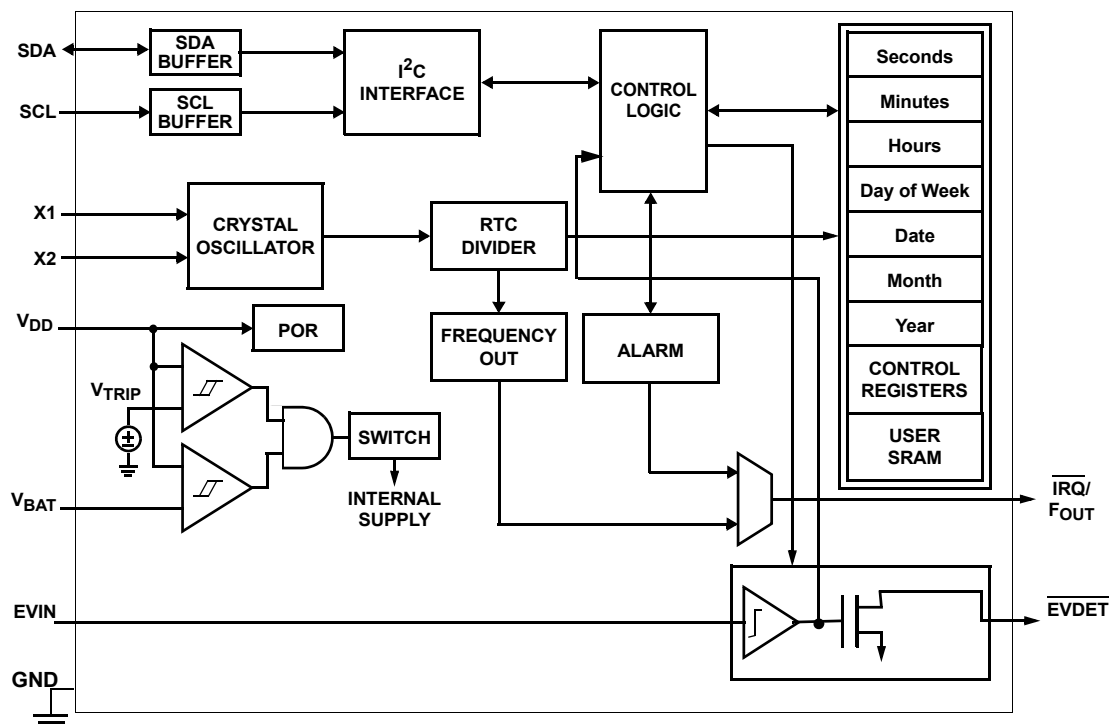 SDA
SDA
BUFFER
SCL
SCL
BUFFER
I²C
INTERFACE
CONTROL
LOGIC
Seconds
Minutes
Hours
Day of Week
Date
Month
Year
CONTROL
REGISTERS
USER
SRAM
X1
X2
CRYSTAL
OSCILLATOR
RTC
DIVIDER
FREQUENCY
OUT
ALARM
VDD
POR
VTRIP
VBAT
SWITCH
INTERNAL
SUPPLY
IRQ/
FOUT
EVIN
EVDET
GND